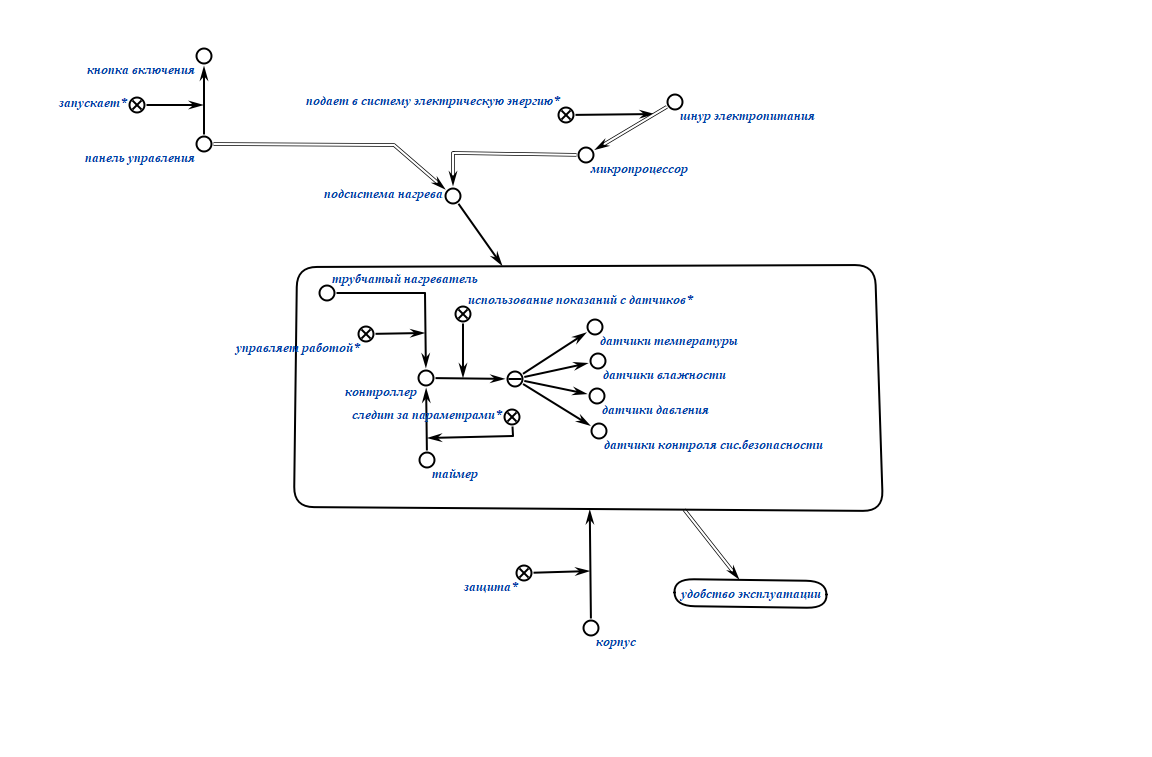 кнопка включения
запускает*
подает в систему электрическую энергию*
шнур электропитания
панель управления
микропроцессор
подсистема нагрева
трубчатый нагреватель
использование показаний с датчиков*
управляет работой*
датчики температуры
датчики влажности
контроллер
датчики давления
следит за параметрами*
датчики контроля сис.безопасности
таймер
защита*
удобство эксплуатации
корпус